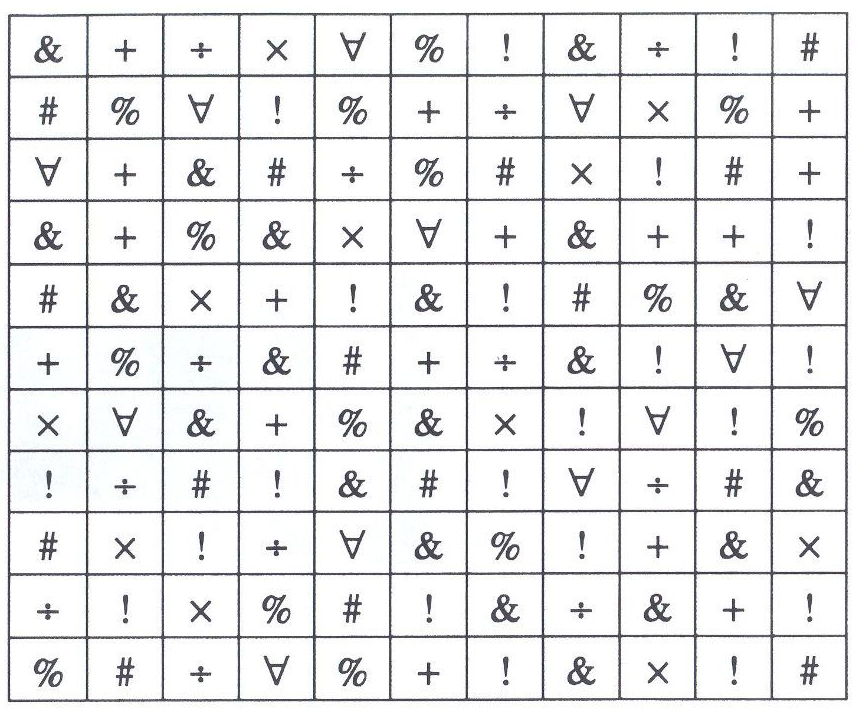 & + ÷ × ∀ % ! & ÷ ! #
# % ∀ ! % + ÷ ∀ × % +
∀ + & # ÷ % # × ! # +
& + % & × ∀ + & + + !
# & × + ! & ! # % & ∀
+ % ÷ & # + ÷ & ! ∀ !
× ∀ & + % & × ! ∀ ! %
! ÷ # ! & # ! ∀ ÷ # &
# × ! ÷ ∀ & % ! + & ×
÷ ! × % # ! & ÷ & + !
% # ÷ ∀ % + ! & × ! #